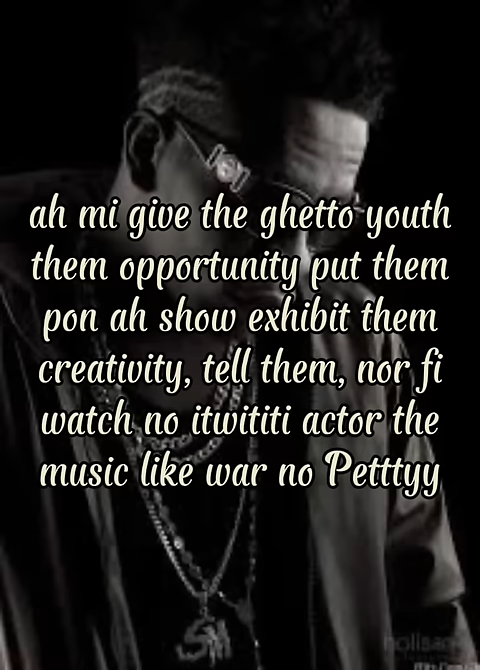 ah mi give the ghetto youth
them opportunity put them
pon ah show exhibit them
creativity, tell them, nor fi
watch no itwititi actor the
music like war no Petttyy
SM